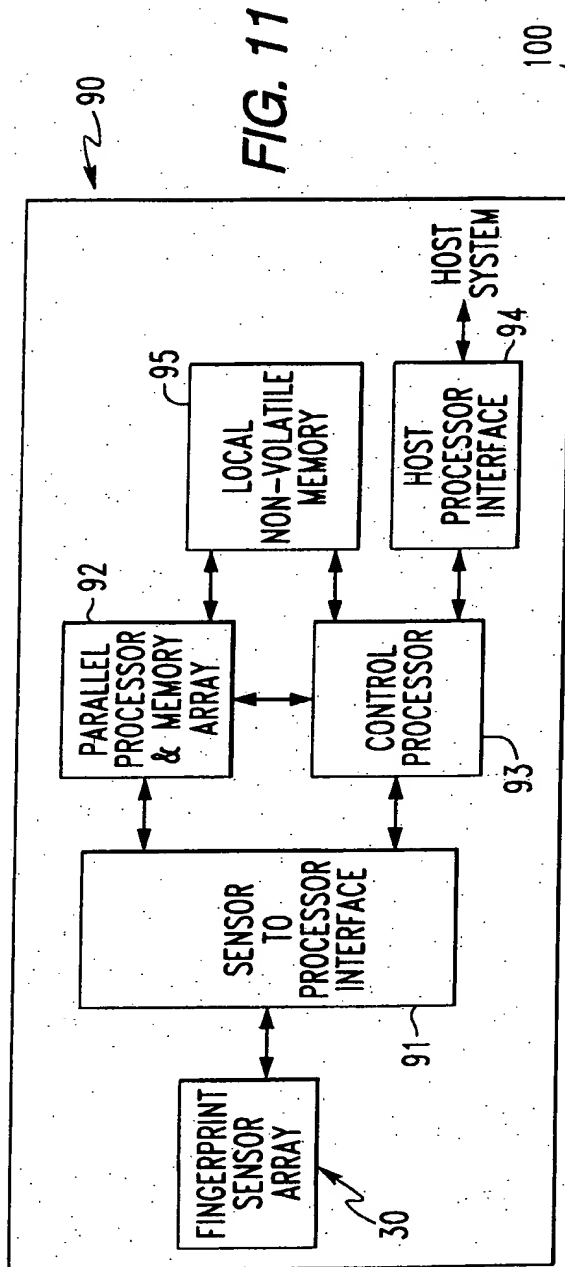 90
FIG. 11
100
FINGERPRINT
SENSOR
ARRAY
30
SENSOR
TO
PROCESSOR
INTERFACE
91
PARALLEL
PROCESSOR
& MEMORY
ARRAY
92
CONTROL
PROCESSOR
93
LOCAL
NON-VOLATILE
MEMORY
95
HOST
PROCESSOR
INTERFACE
94
HOST
SYSTEM